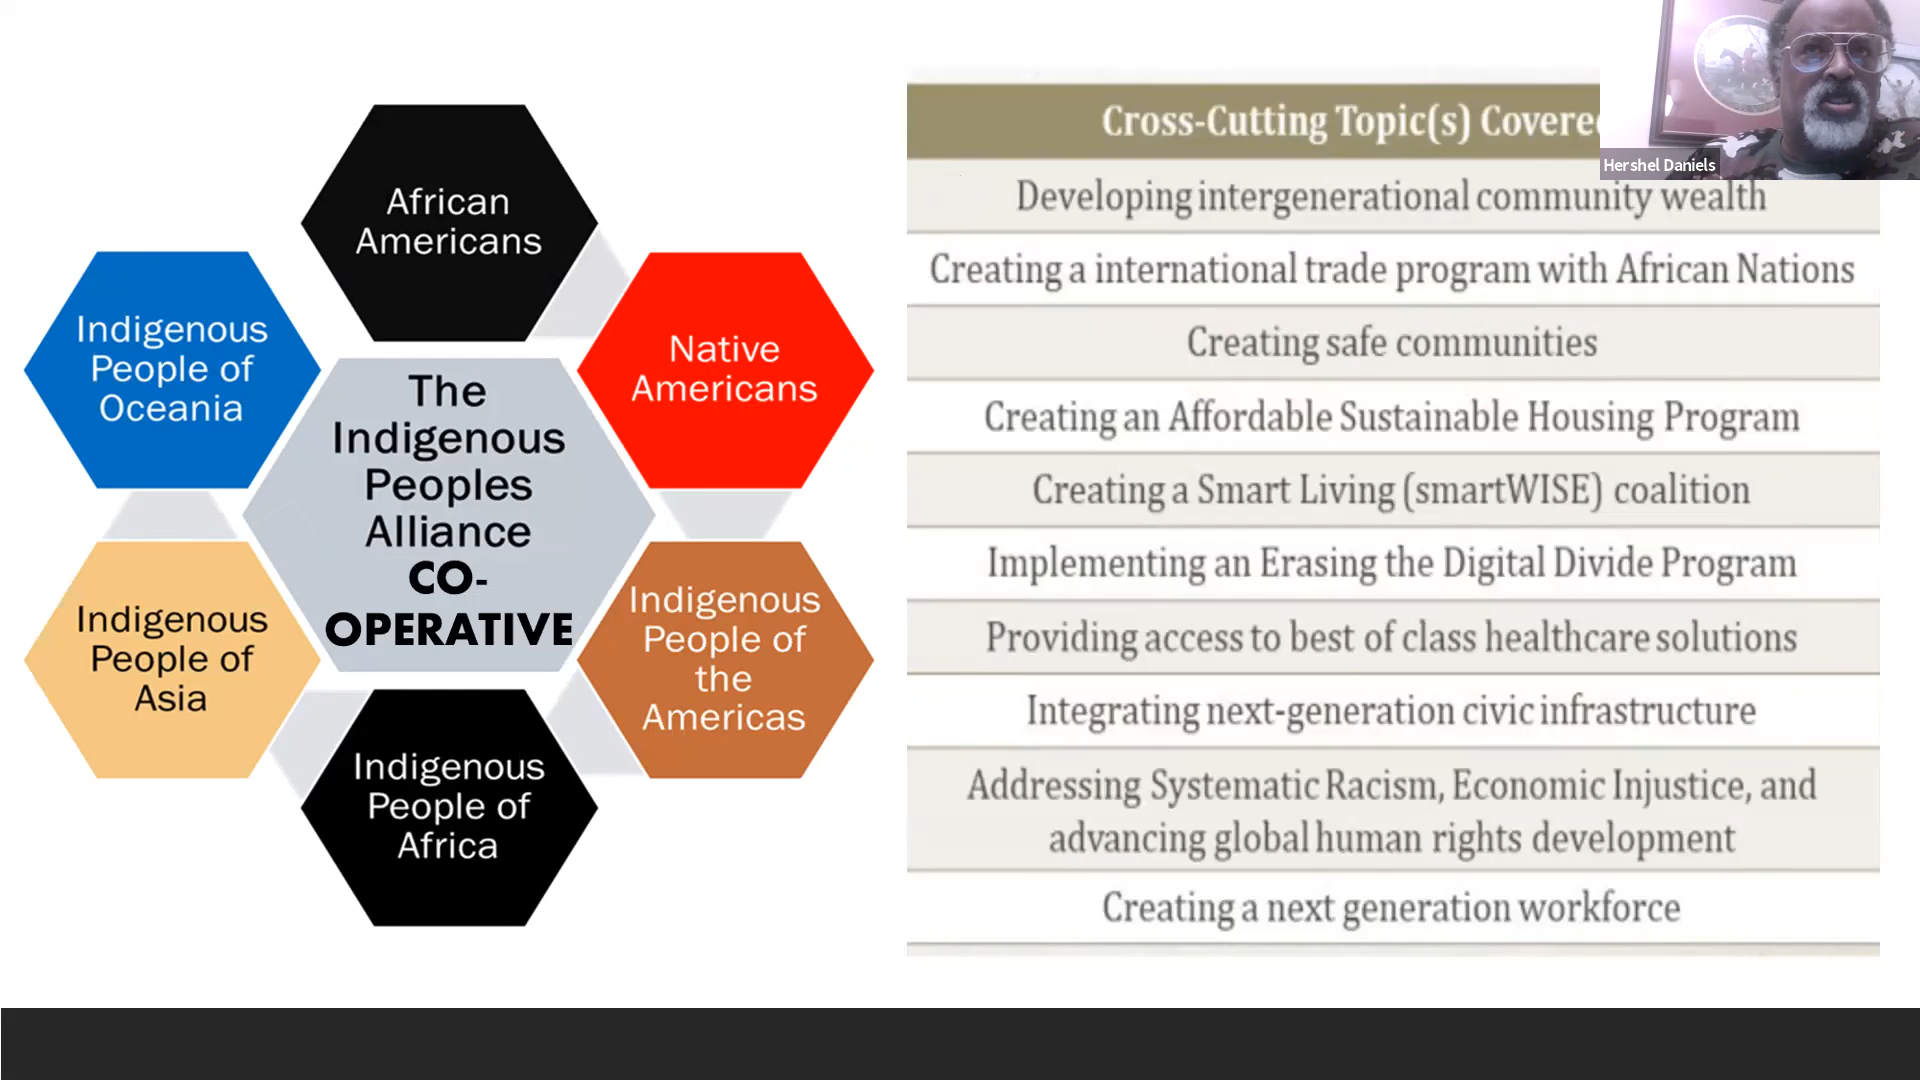 African
Americans
Native
Americans
Indigenous
People of
Oceania
The
Indigenous
Peoples
Alliance
CO-
OPERATIVE
Indigenous
People of
the
Americas
Indigenous
People of
Asia
Indigenous
People of
Africa
Cross-Cutting Topic(s)
Developing intergenerational community wealth
Creating a international trade program with African Nations
Creating safe communities
Creating an Affordable Sustainable Housing Program
Creating a Smart Living (smartWISE) coalition
Implementing an Erasing the Digital Divide Program
Providing access to best of class healthcare solutions
Integrating next-generation civic infrastructure
Addressing Systematic Racism, Economic Injustice, and
advancing global human rights development
Creating a next generation workforce
Hershel Daniels